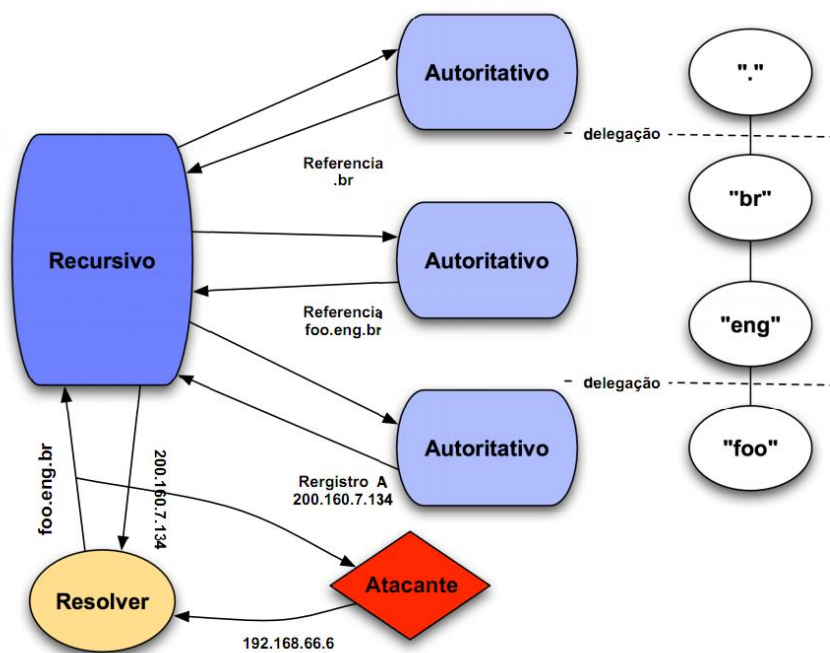 Autoritativo
"."
delegação
Referencia
.br
"br"
Recursivo
Autoritativo
Referencia
foo.eng.br
"eng"
delegação
Autoritativo
"foo"
Rergistro A
200.160.7.134
foo.eng.br
200.160.7.134
Atacante
Resolver
192.168.66.6